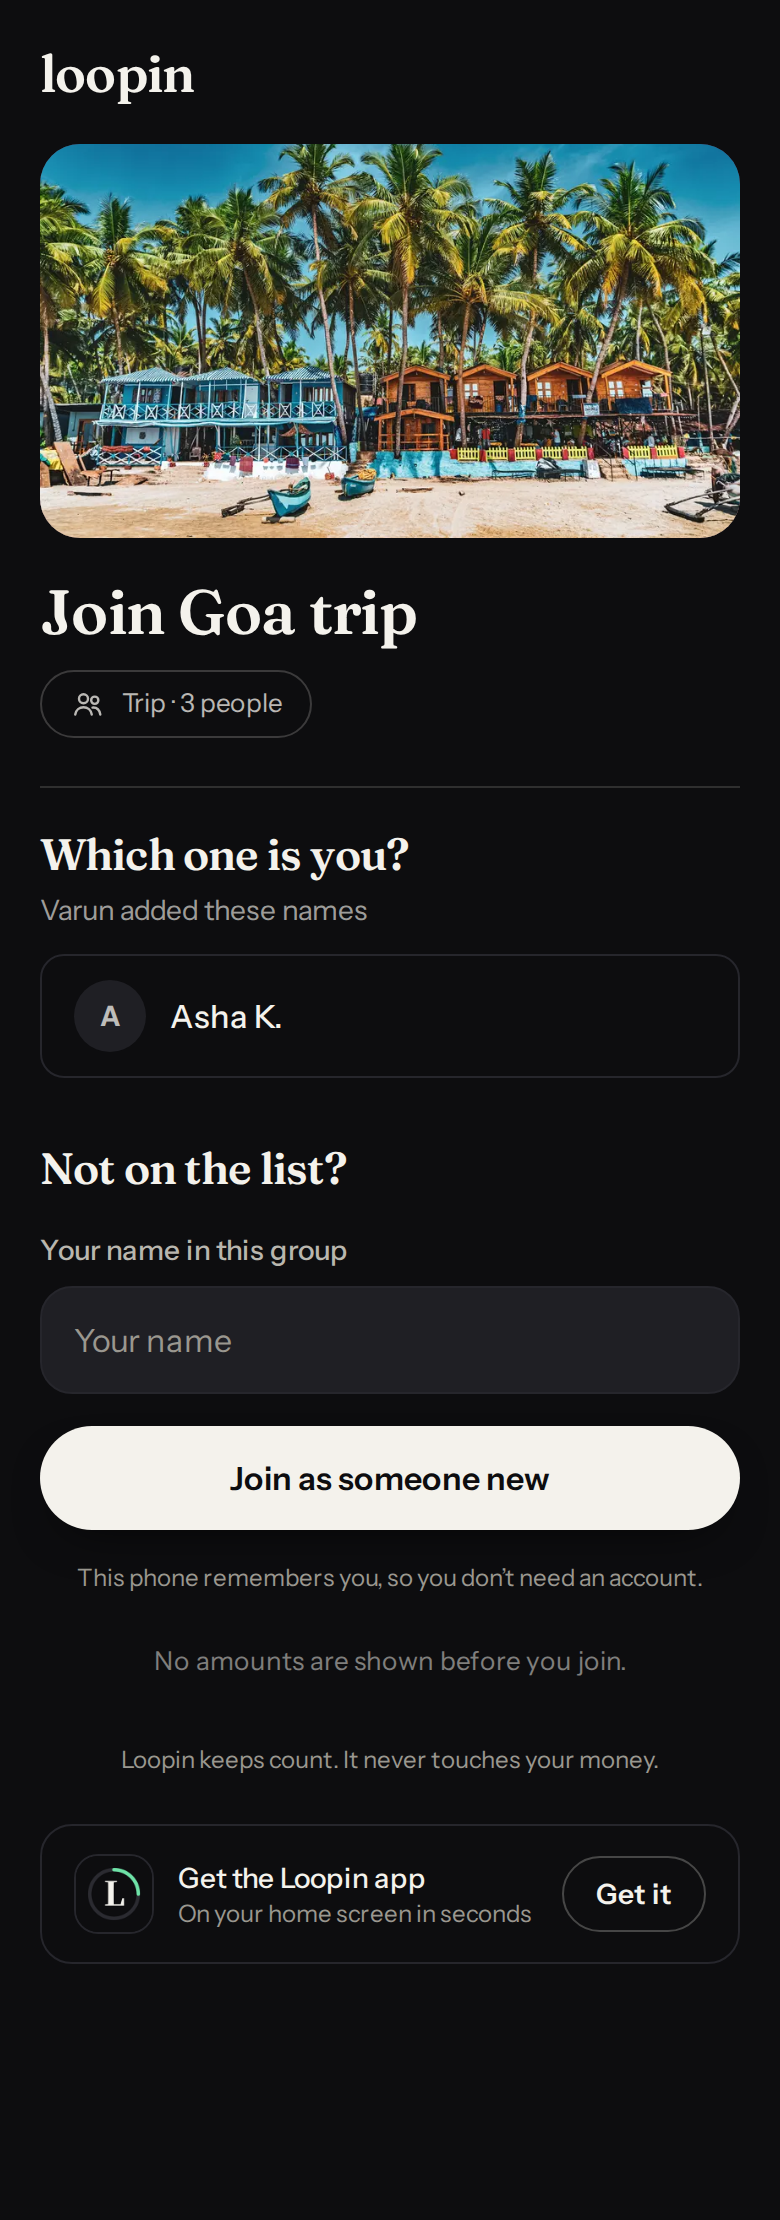 loopin
Join Goa trip
Trip · 3 people
Which one is you?
Varun added these names
A
Asha K.
Not on the list?
Your name in this group
Your name
Join as someone new
This phone remembers you, so you don’t need an account.
No amounts are shown before you join.
Loopin keeps count. It never touches your money.
L
Get the Loopin app
On your home screen in seconds
Get it